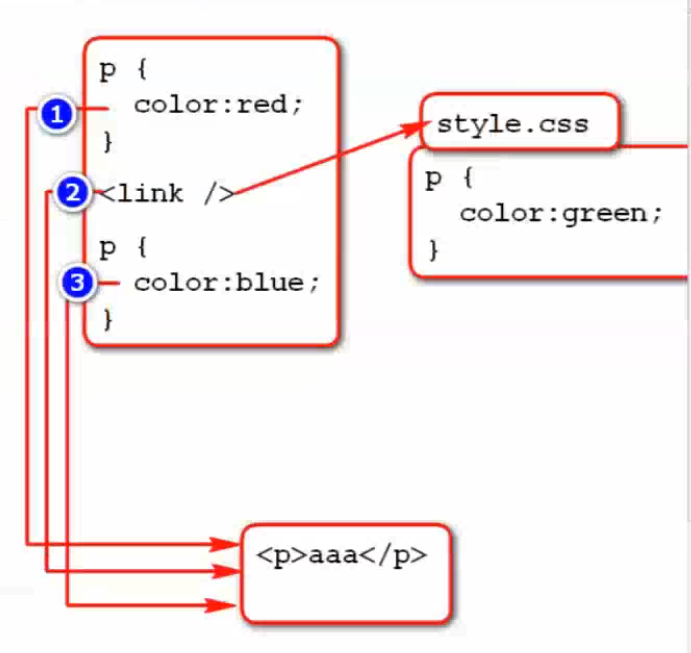 p {
color:red;
}
1
2
<link />
p {
3
color:blue;
}
style.css
p {
color:green;
}
<p>aaa</p>